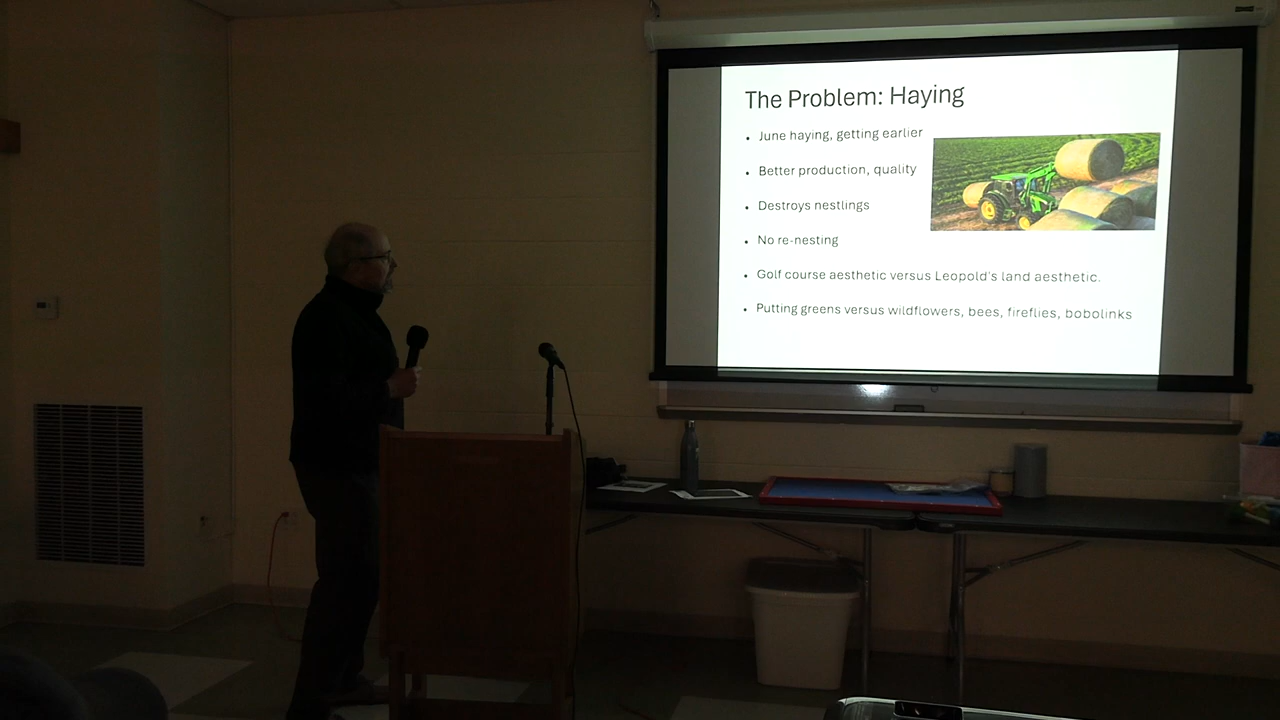 The Problem: Haying
• June haying, getting earlier
• Better production, quality
• Destroys nestlings
• No re-nesting
• Golf course aesthetic versus Leopold's land aesthetic.
• Putting greens versus wildflowers, bees, fireflies, bobolinks